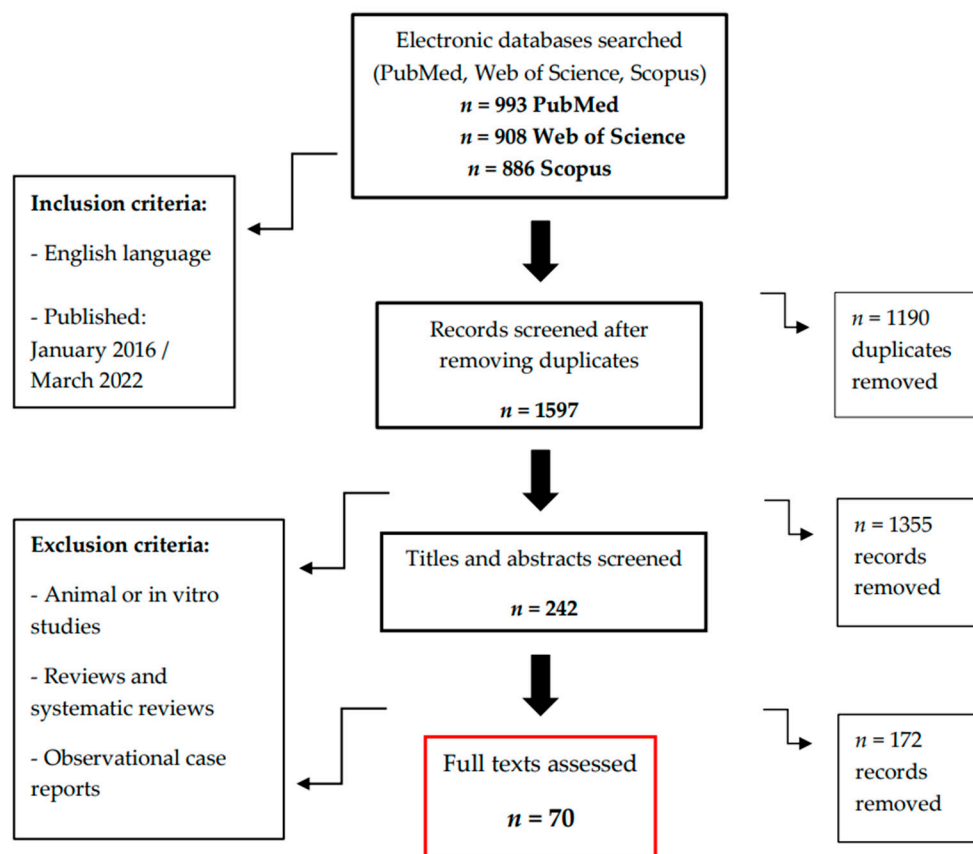 Electronic databases searched
(PubMed, Web of Science, Scopus)
n = 993 PubMed
n = 908 Web of Science
n = 886 Scopus
Inclusion criteria:
- English language
- Published:
January 2016 /
March 2022
Records screened after
removing duplicates
n = 1597
n = 1190
duplicates
removed
Exclusion criteria:
- Animal or in vitro
studies
- Reviews and
systematic reviews
- Observational case
reports
Titles and abstracts screened
n = 242
n = 1355
records
removed
Full texts assessed
n = 70
n = 172
records
removed